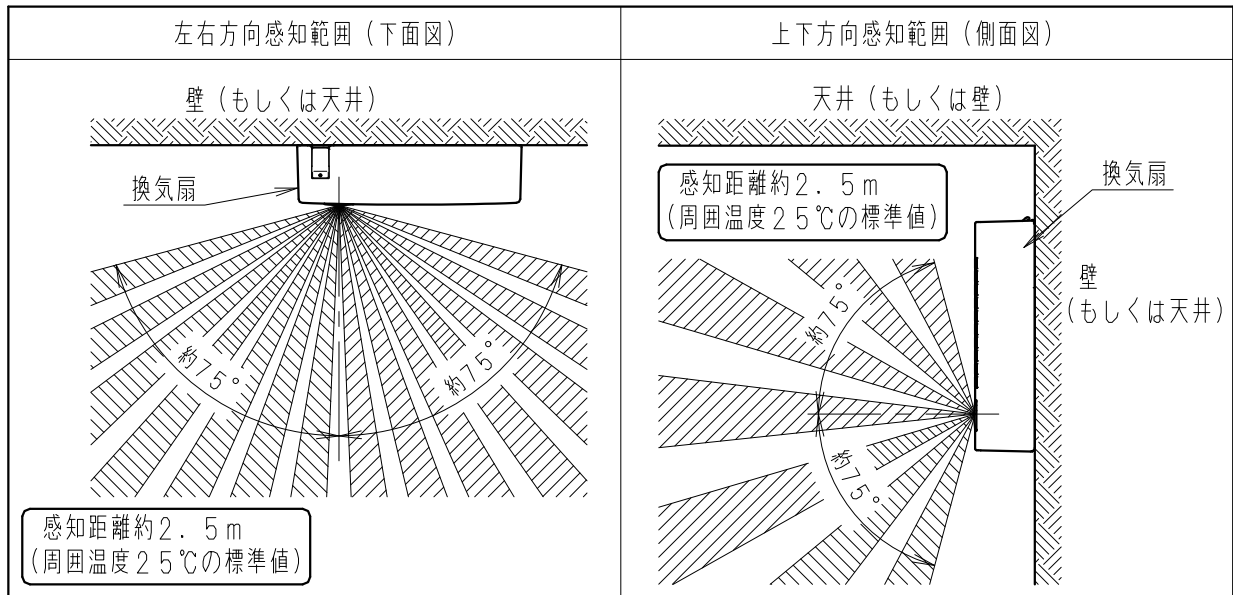 左右方向感知範囲（下面図）
壁（もしくは天井）
換気扇
約７５°
約７５°
感知距離約２．５ｍ
（周囲温度２５℃の標準値）
上下方向感知範囲（側面図）
天井（もしくは壁）
感知距離約２．５ｍ
（周囲温度２５℃の標準値）
換気扇
壁
（もしくは天井）
約７５°
約７５°